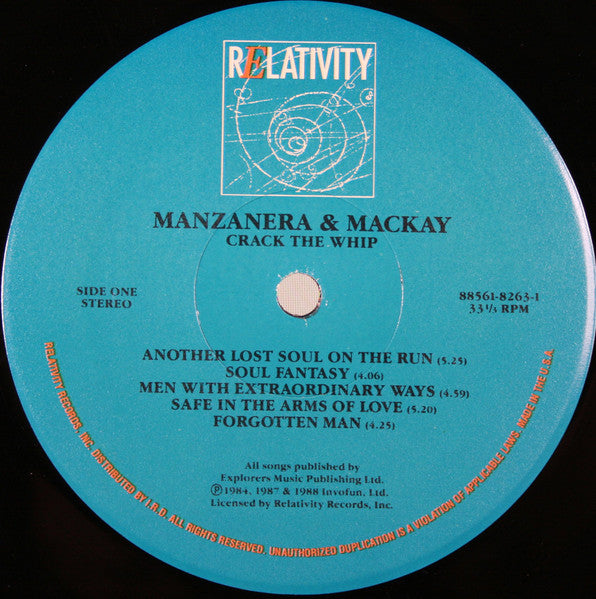 RELATIVITY
MANZANERA & MACKAY
CRACK THE WHIP
SIDE ONE
STEREO
88561-8263-1
33 1/3 RPM
ANOTHER LOST SOUL ON THE RUN (5.25)
SOUL FANTASY (4.06)
MEN WITH EXTRAORDINARY WAYS (4.59)
SAFE IN THE ARMS OF LOVE (5.20)
FORGOTTEN MAN (4.25)
All songs published by
Explorers Music Publishing Ltd.
Ⓟ 1984, 1987 & 1988 Invofun, Ltd.
Licensed by Relativity Records, Inc.
RELATIVITY RECORDS, INC. DISTRIBUTED BY I.R.D. ALL RIGHTS RESERVED. UNAUTHORIZED DUPLICATION IS A VIOLATION OF APPLICABLE LAWS. MADE IN THE U.S.A.